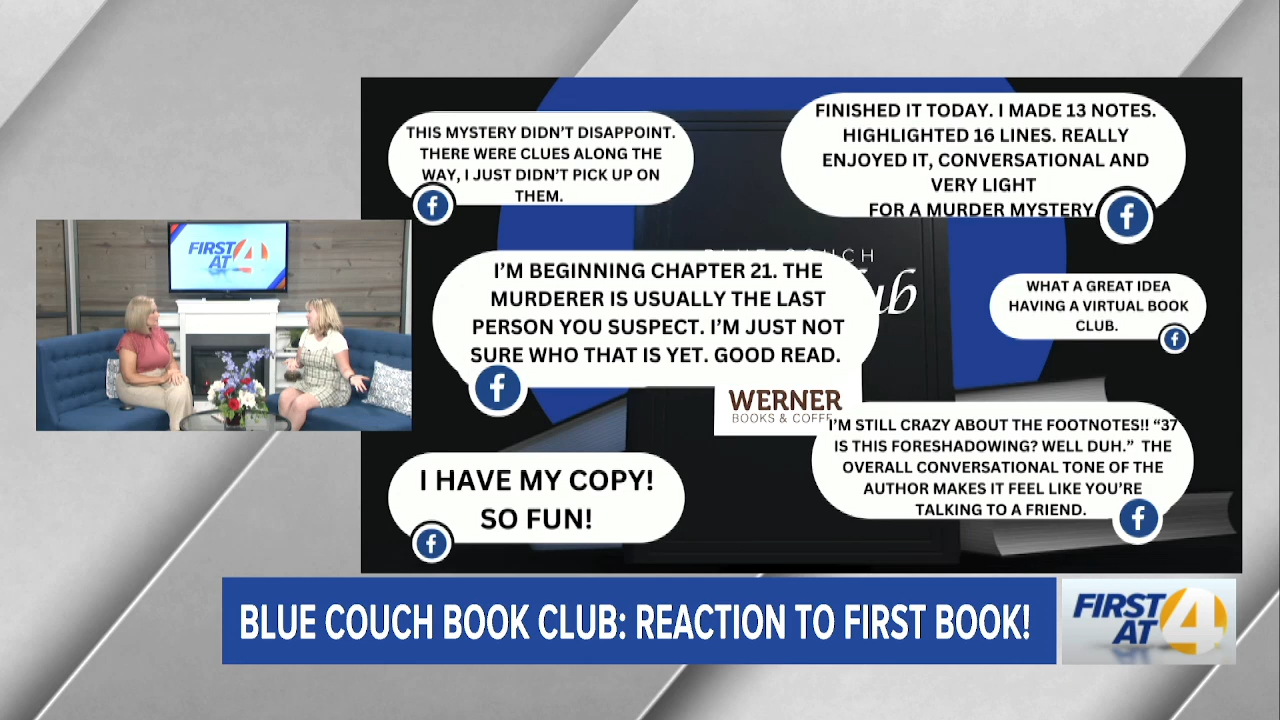 THIS MYSTERY DIDN'T DISAPPOINT.
THERE WERE CLUES ALONG THE
WAY, I JUST DIDN'T PICK UP ON
THEM.
FINISHED IT TODAY. I MADE 13 NOTES.
HIGHLIGHTED 16 LINES. REALLY
ENJOYED IT, CONVERSATIONAL AND
VERY LIGHT
FOR A MURDER MYSTERY
FIRST
AT 4
I'M BEGINNING CHAPTER 21. THE
MURDERER IS USUALLY THE LAST
PERSON YOU SUSPECT. I'M JUST NOT
SURE WHO THAT IS YET. GOOD READ.
WHAT A GREAT IDEA
HAVING A VIRTUAL BOOK
CLUB.
WERNER
BOOKS &
I'M STILL CRAZY ABOUT THE FOOTNOTES!! “37
IS THIS FORESHADOWING? WELL DUH.” THE
OVERALL CONVERSATIONAL TONE OF THE
AUTHOR MAKES IT FEEL LIKE YOU'RE
TALKING TO A FRIEND.
I HAVE MY COPY!
SO FUN!
BLUE COUCH BOOK CLUB: REACTION TO FIRST BOOK!
FIRST
AT 4